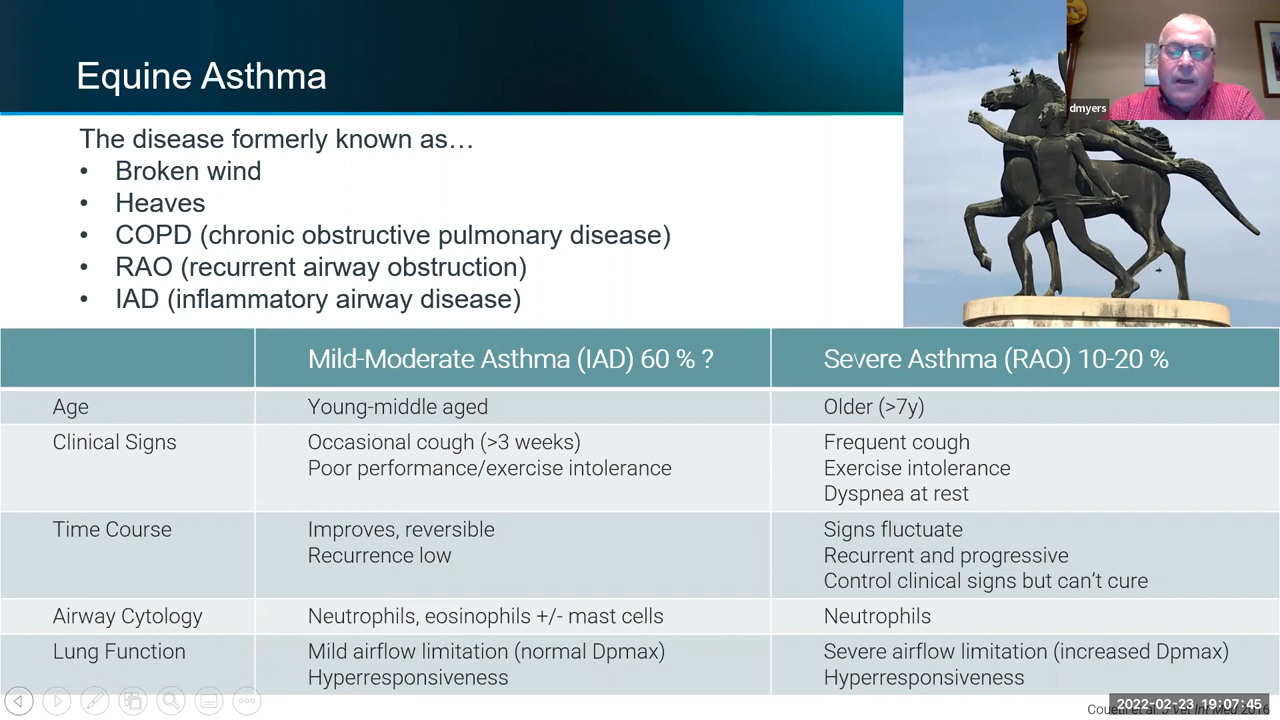 Equine Asthma
dmyers
The disease formerly known as…
• Broken wind
• Heaves
• COPD (chronic obstructive pulmonary disease)
• RAO (recurrent airway obstruction)
• IAD (inflammatory airway disease)
Mild-Moderate Asthma (IAD) 60 % ? Severe Asthma (RAO) 10-20 %
Age Young-middle aged Older (>7y)
Clinical Signs Occasional cough (>3 weeks) Frequent cough
Poor performance/exercise intolerance Exercise intolerance
Dyspnea at rest
Time Course Improves, reversible Signs fluctuate
Recurrence low Recurrent and progressive
Control clinical signs but can’t cure
Airway Cytology Neutrophils, eosinophils +/- mast cells Neutrophils
Lung Function Mild airflow limitation (normal Dpmax) Severe airflow limitation (increased Dpmax)
Hyperresponsiveness Hyperresponsiveness
2022-02-23 19:07:45